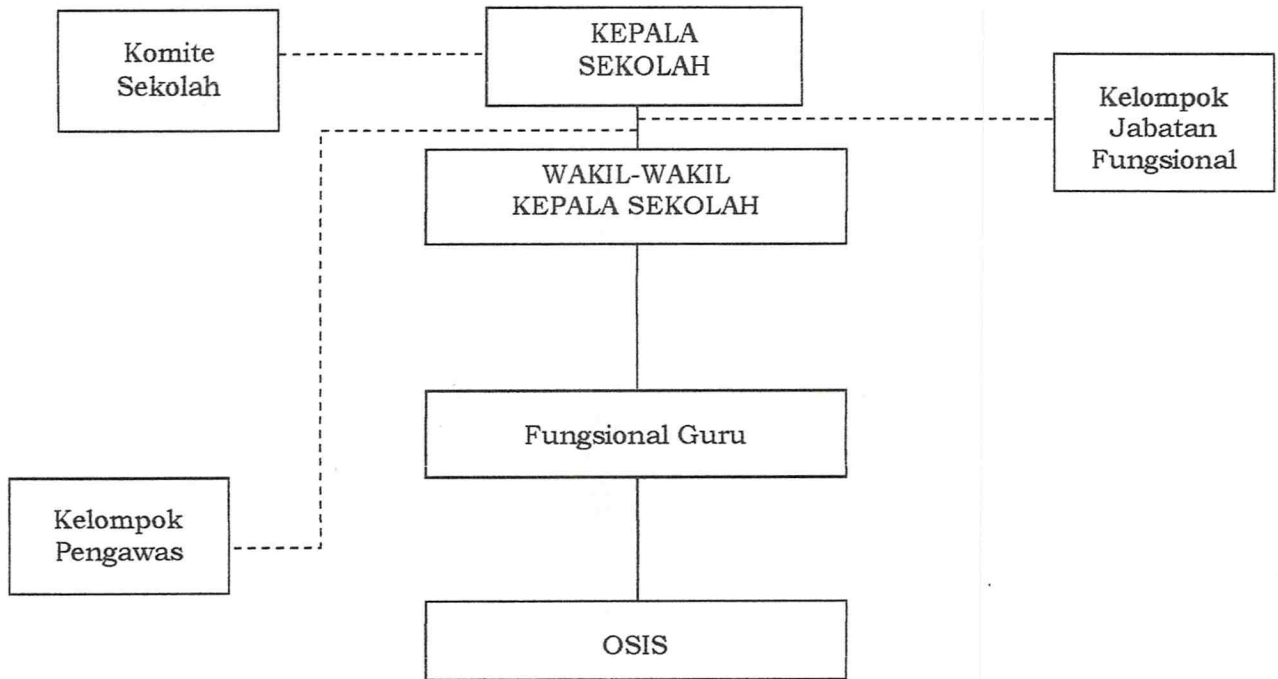 Komite
Sekolah
KEPALA
SEKOLAH
Kelompok
Jabatan
Fungsional
WAKIL-WAKIL
KEPALA SEKOLAH
Fungsional Guru
Kelompok
Pengawas
OSIS